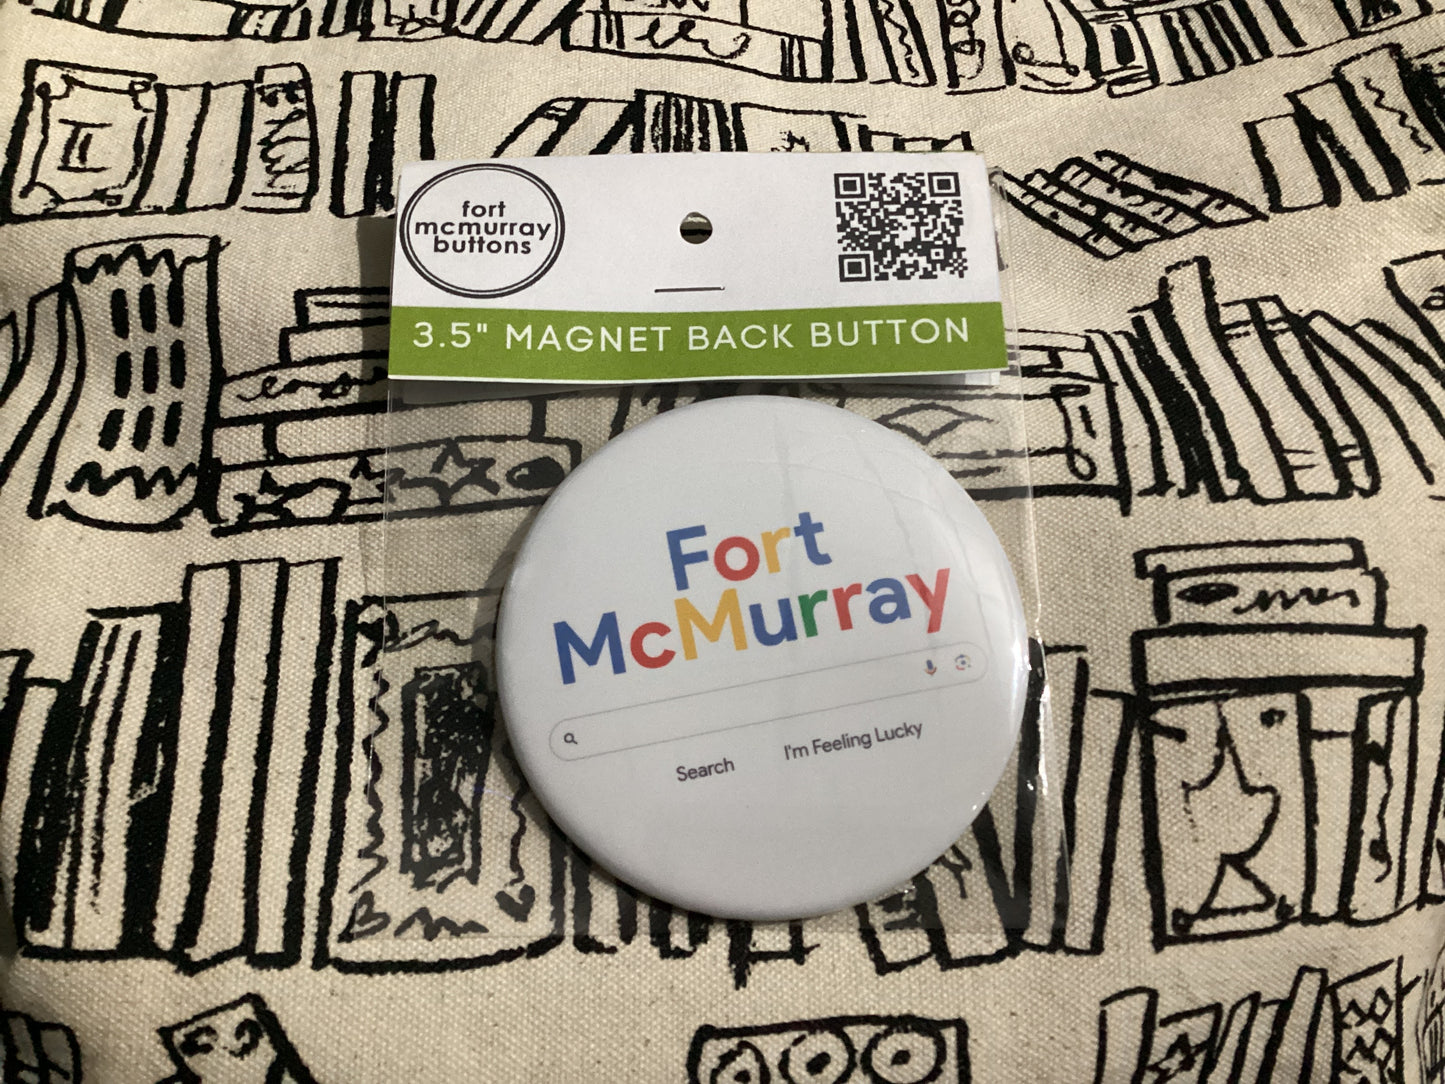 fort
mcmurray
buttons
3.5" MAGNET BACK BUTTON
Fort
McMurray
Search
I'm Feeling Lucky